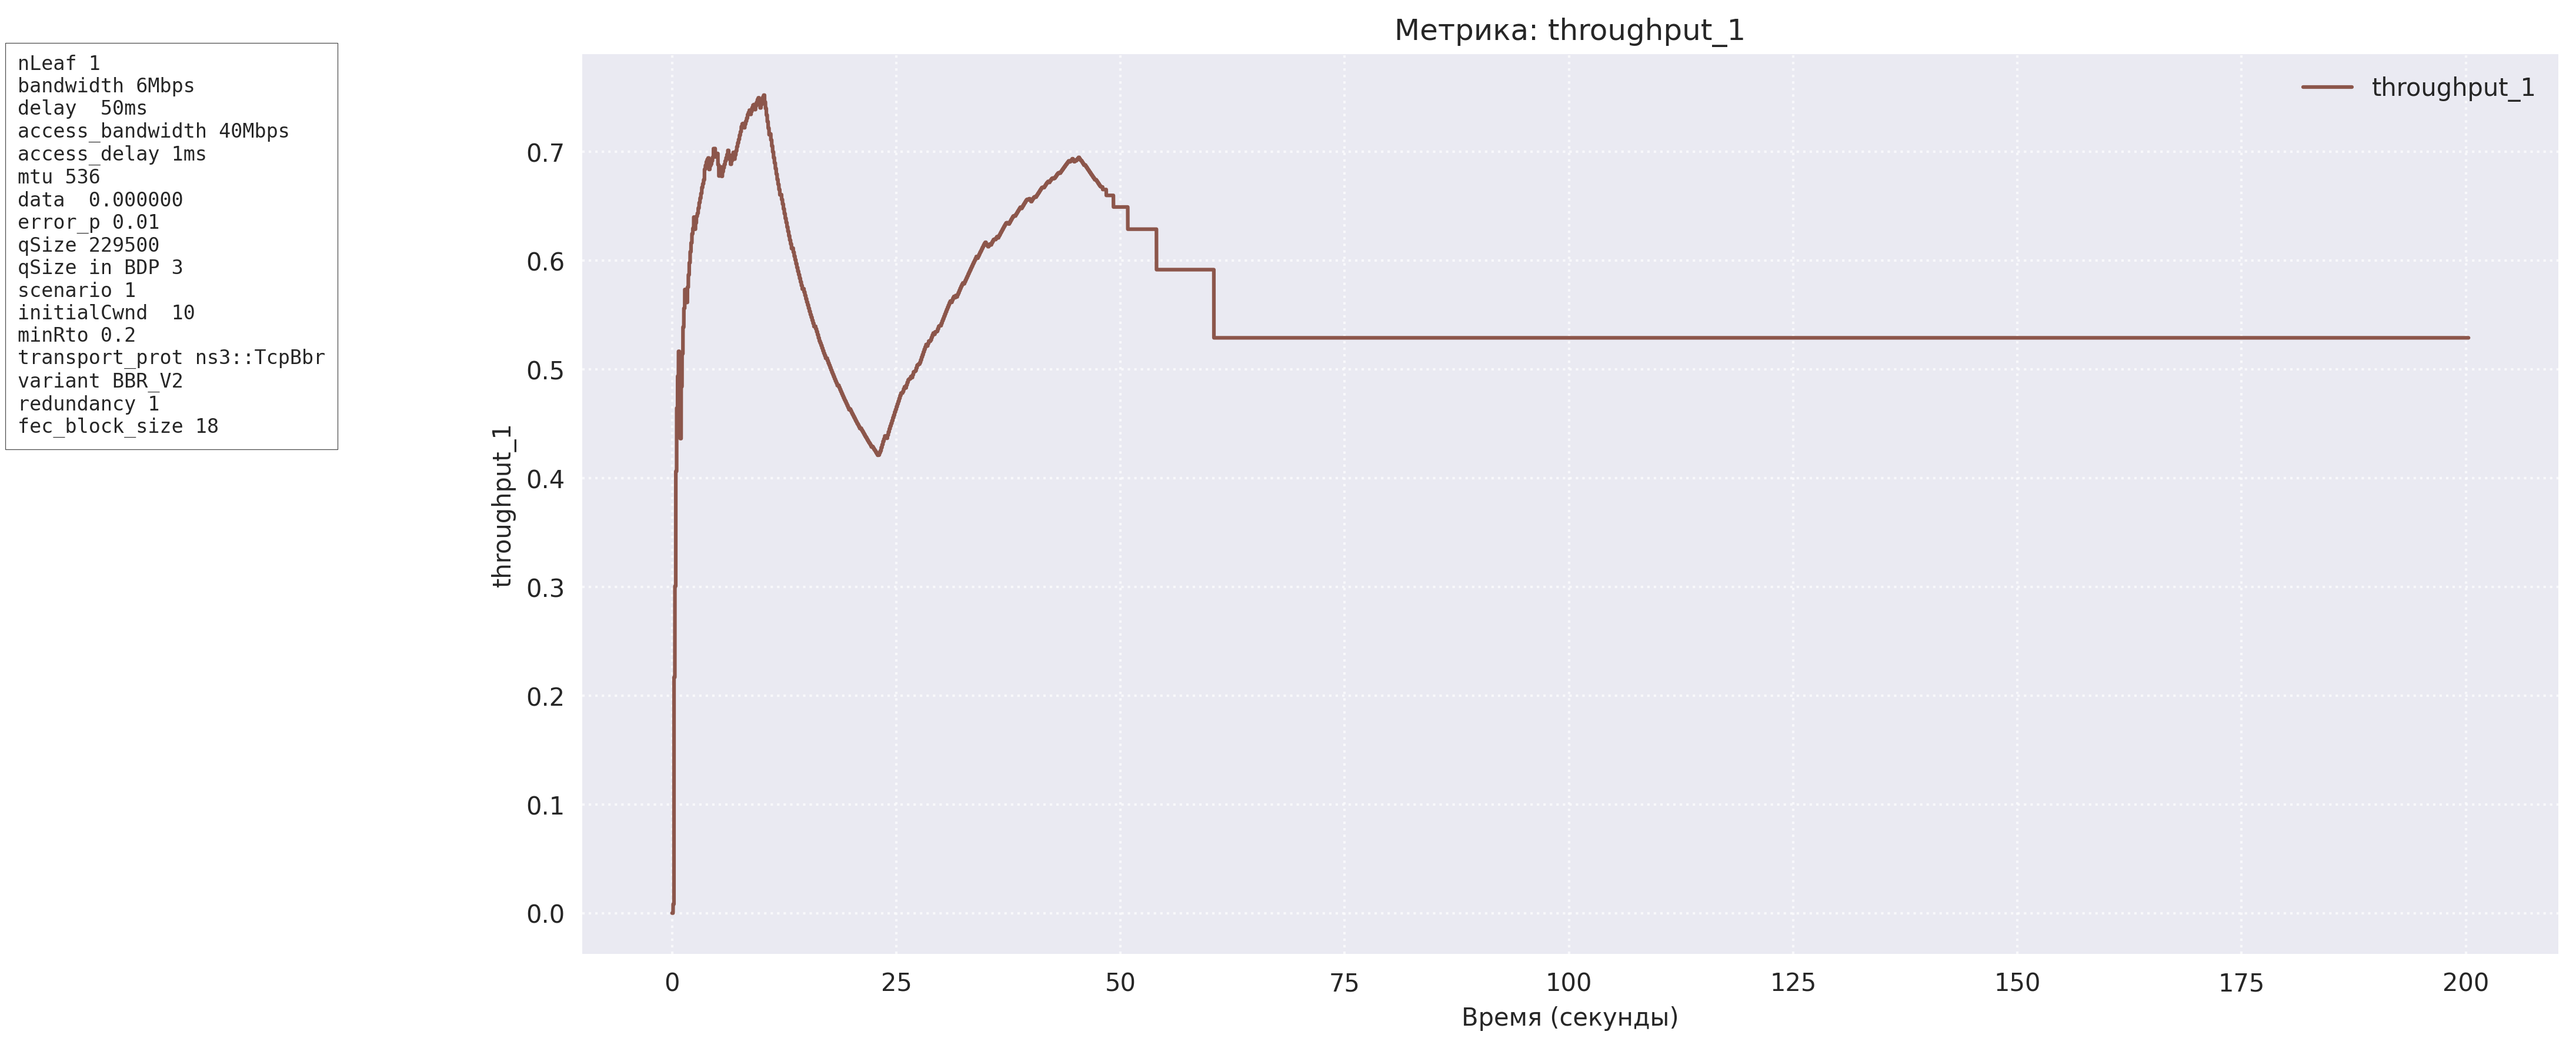 Метрика: throughput_1
nLeaf 1
bandwidth 6Mbps
delay  50ms
access_bandwidth 40Mbps
access_delay 1ms
mtu 536
data  0.000000
error_p 0.01
qSize 229500
qSize in BDP 3
scenario 1
initialCwnd  10
minRto 0.2
transport_prot ns3::TcpBbr
variant BBR_V2
redundancy 1
fec_block_size 18
throughput_1
throughput_1
0.7
0.6
0.5
0.4
0.3
0.2
0.1
0.0
0 25 50 75 100 125 150 175 200
Время (секунды)